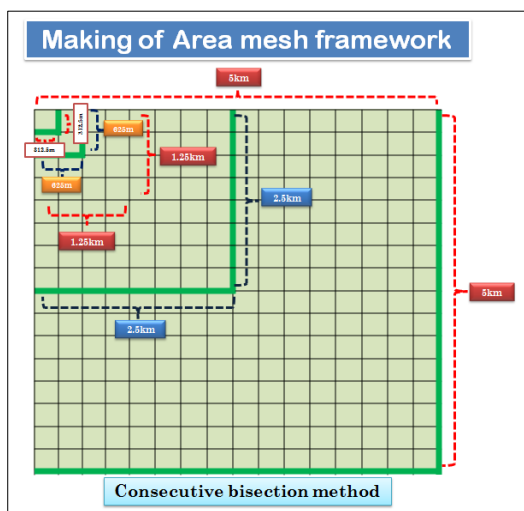 Making of Area mesh framework
5km
312.5m
625m
312.5m
1.25km
625m
2.5km
1.25km
5km
2.5km
Consecutive bisection method